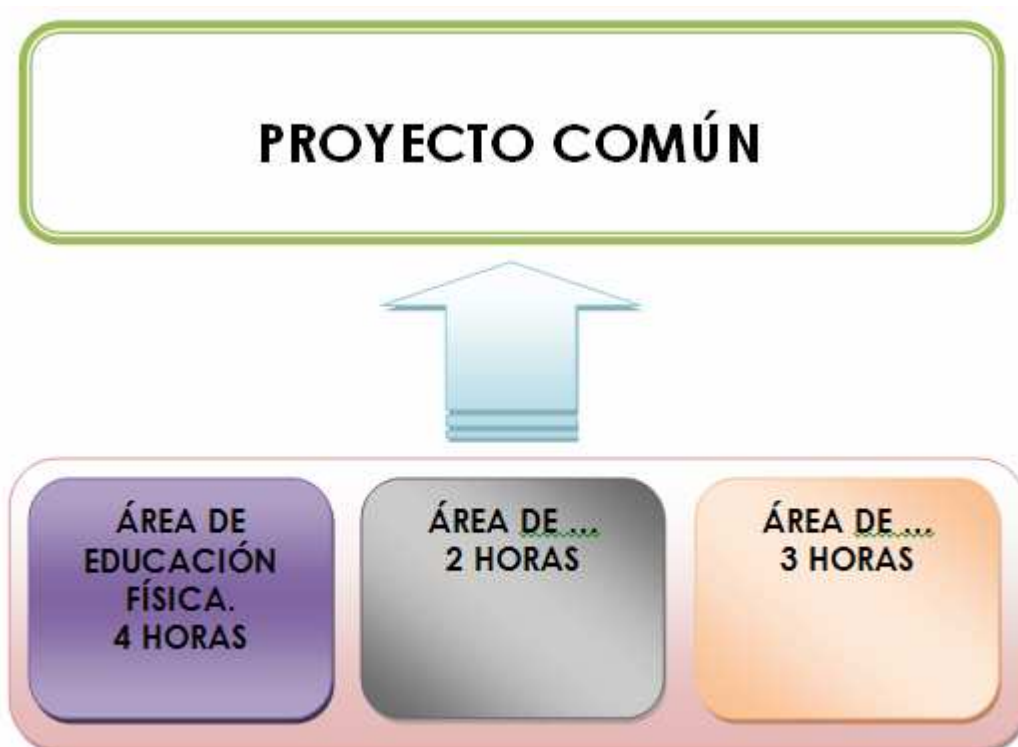 PROYECTO COMÚN
ÁREA DE
EDUCACIÓN
FÍSICA.
4 HORAS
ÁREA DE ...
2 HORAS
ÁREA DE ...
3 HORAS